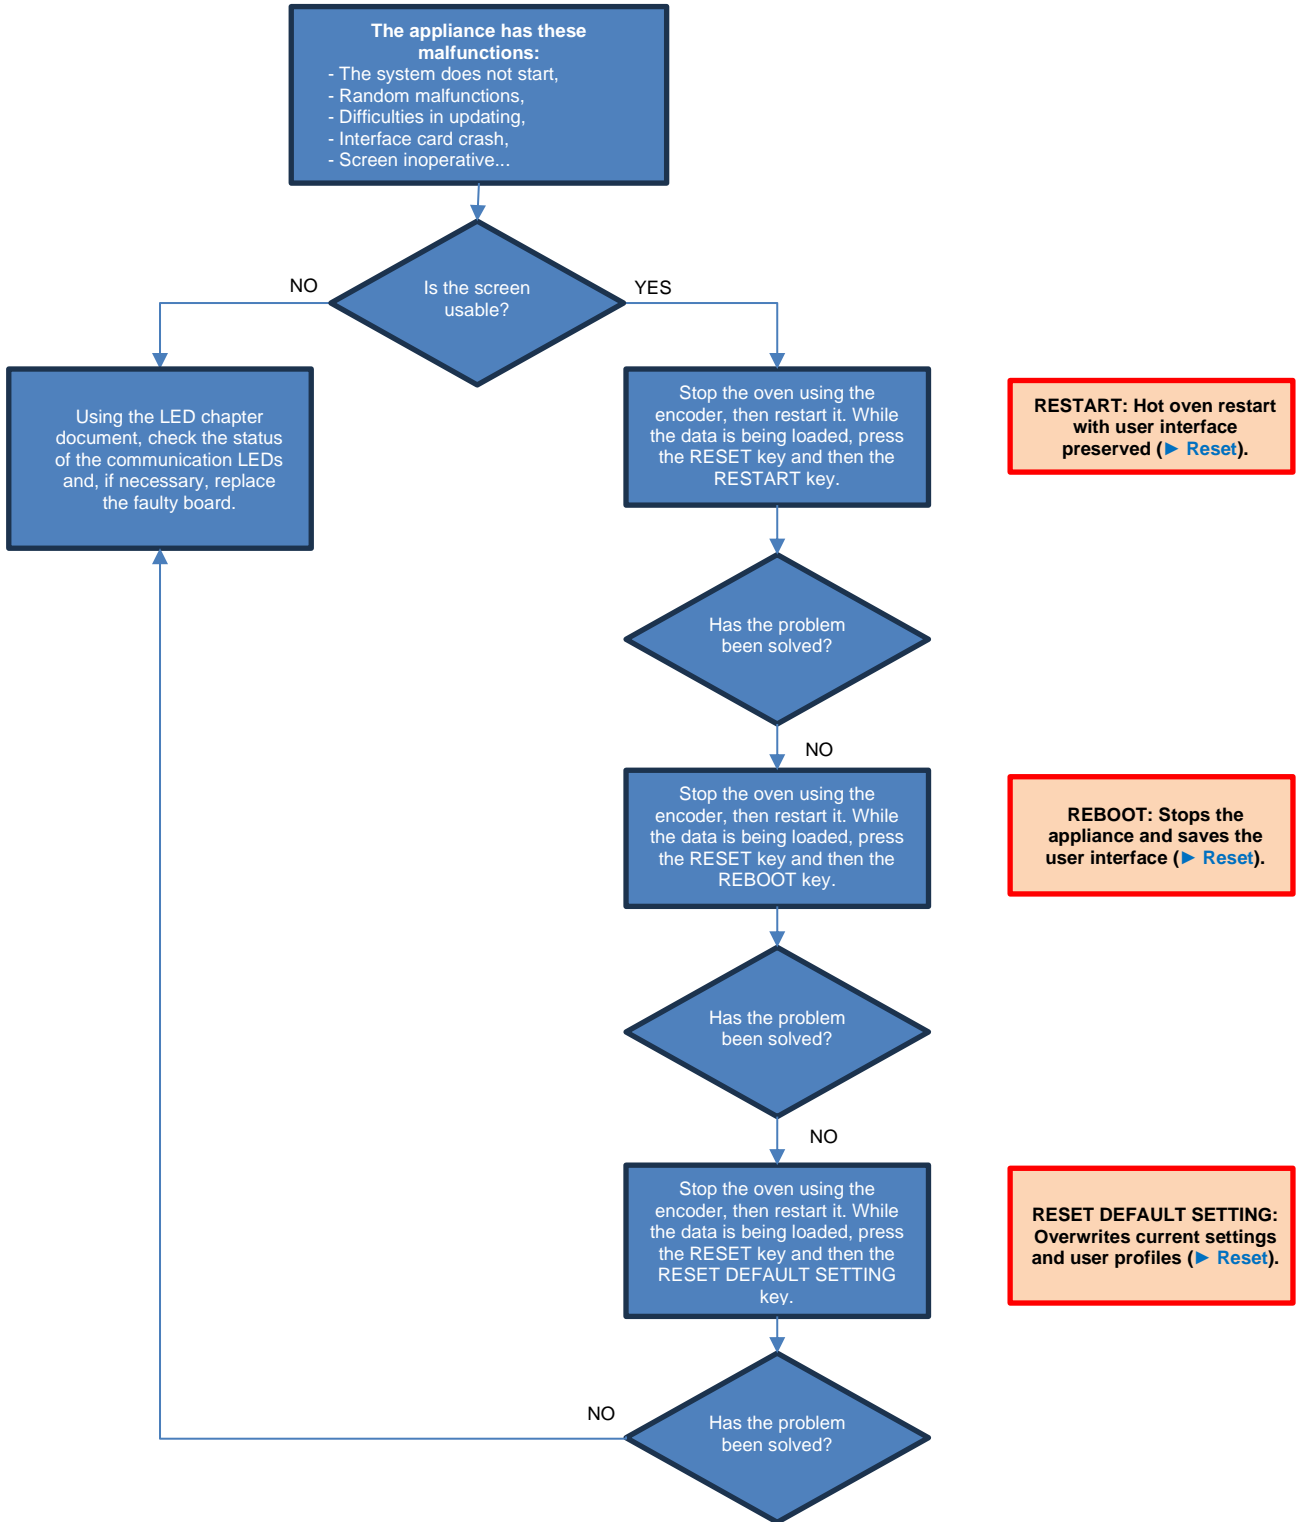 The appliance has these
malfunctions:
- The system does not start,
- Random malfunctions,
- Difficulties in updating,
- Interface card crash,
- Screen inoperative...
Is the screen
usable?
NO
YES
Using the LED chapter
document, check the status
of the communication LEDs
and, if necessary, replace
the faulty board.
Stop the oven using the
encoder, then restart it. While
the data is being loaded, press
the RESET key and then the
RESTART key.
RESTART: Hot oven restart
with user interface
preserved (► Reset).
Has the problem
been solved?
NO
Stop the oven using the
encoder, then restart it. While
the data is being loaded, press
the RESET key and then the
REBOOT key.
REBOOT: Stops the
appliance and saves the
user interface (► Reset).
Has the problem
been solved?
NO
Stop the oven using the
encoder, then restart it. While
the data is being loaded, press
the RESET key and then the
RESET DEFAULT SETTING
key.
RESET DEFAULT SETTING:
Overwrites current settings
and user profiles (► Reset).
NO
Has the problem
been solved?